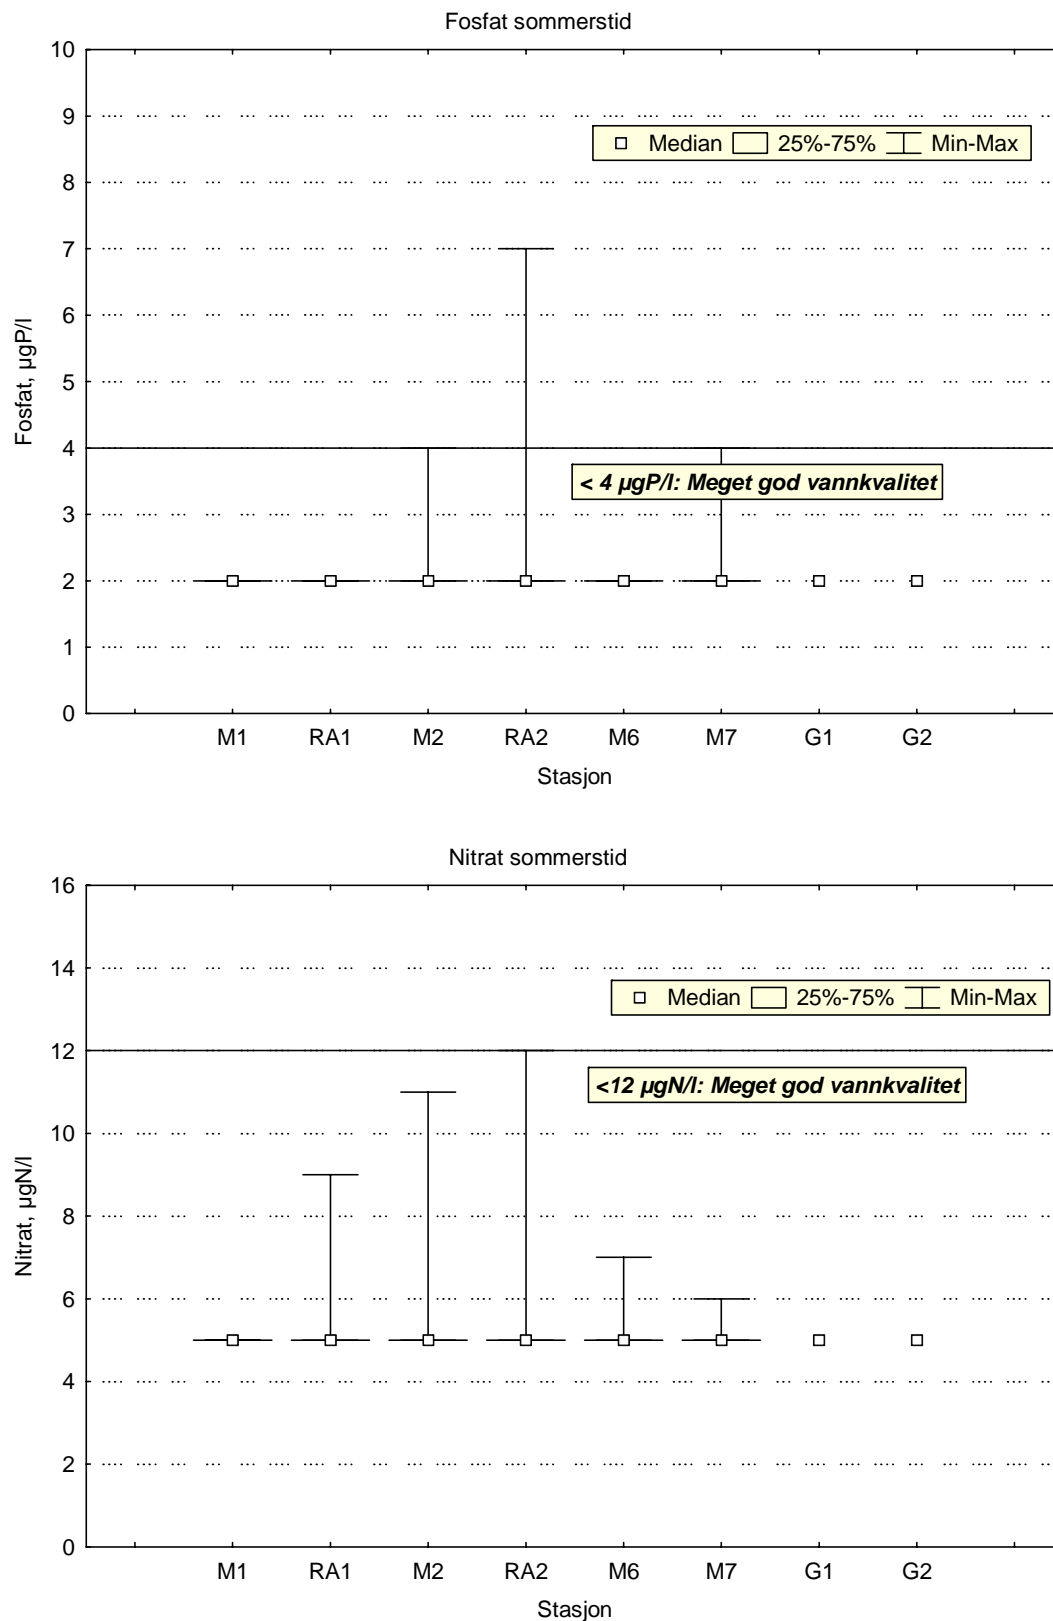 Fosfat sommerstid
10
9
Median 25%-75% Min-Max
8
7
6
5
Fosfat, µgP/l
4
< 4 µgP/l: Meget god vannkvalitet
3
2
1
0
M1 RA1 M2 RA2 M6 M7 G1 G2
Stasjon
Nitrat sommerstid
16
14
Median 25%-75% Min-Max
12
<12 µgN/l: Meget god vannkvalitet
10
8
Nitrat, µgN/l
6
4
2
0
M1 RA1 M2 RA2 M6 M7 G1 G2
Stasjon